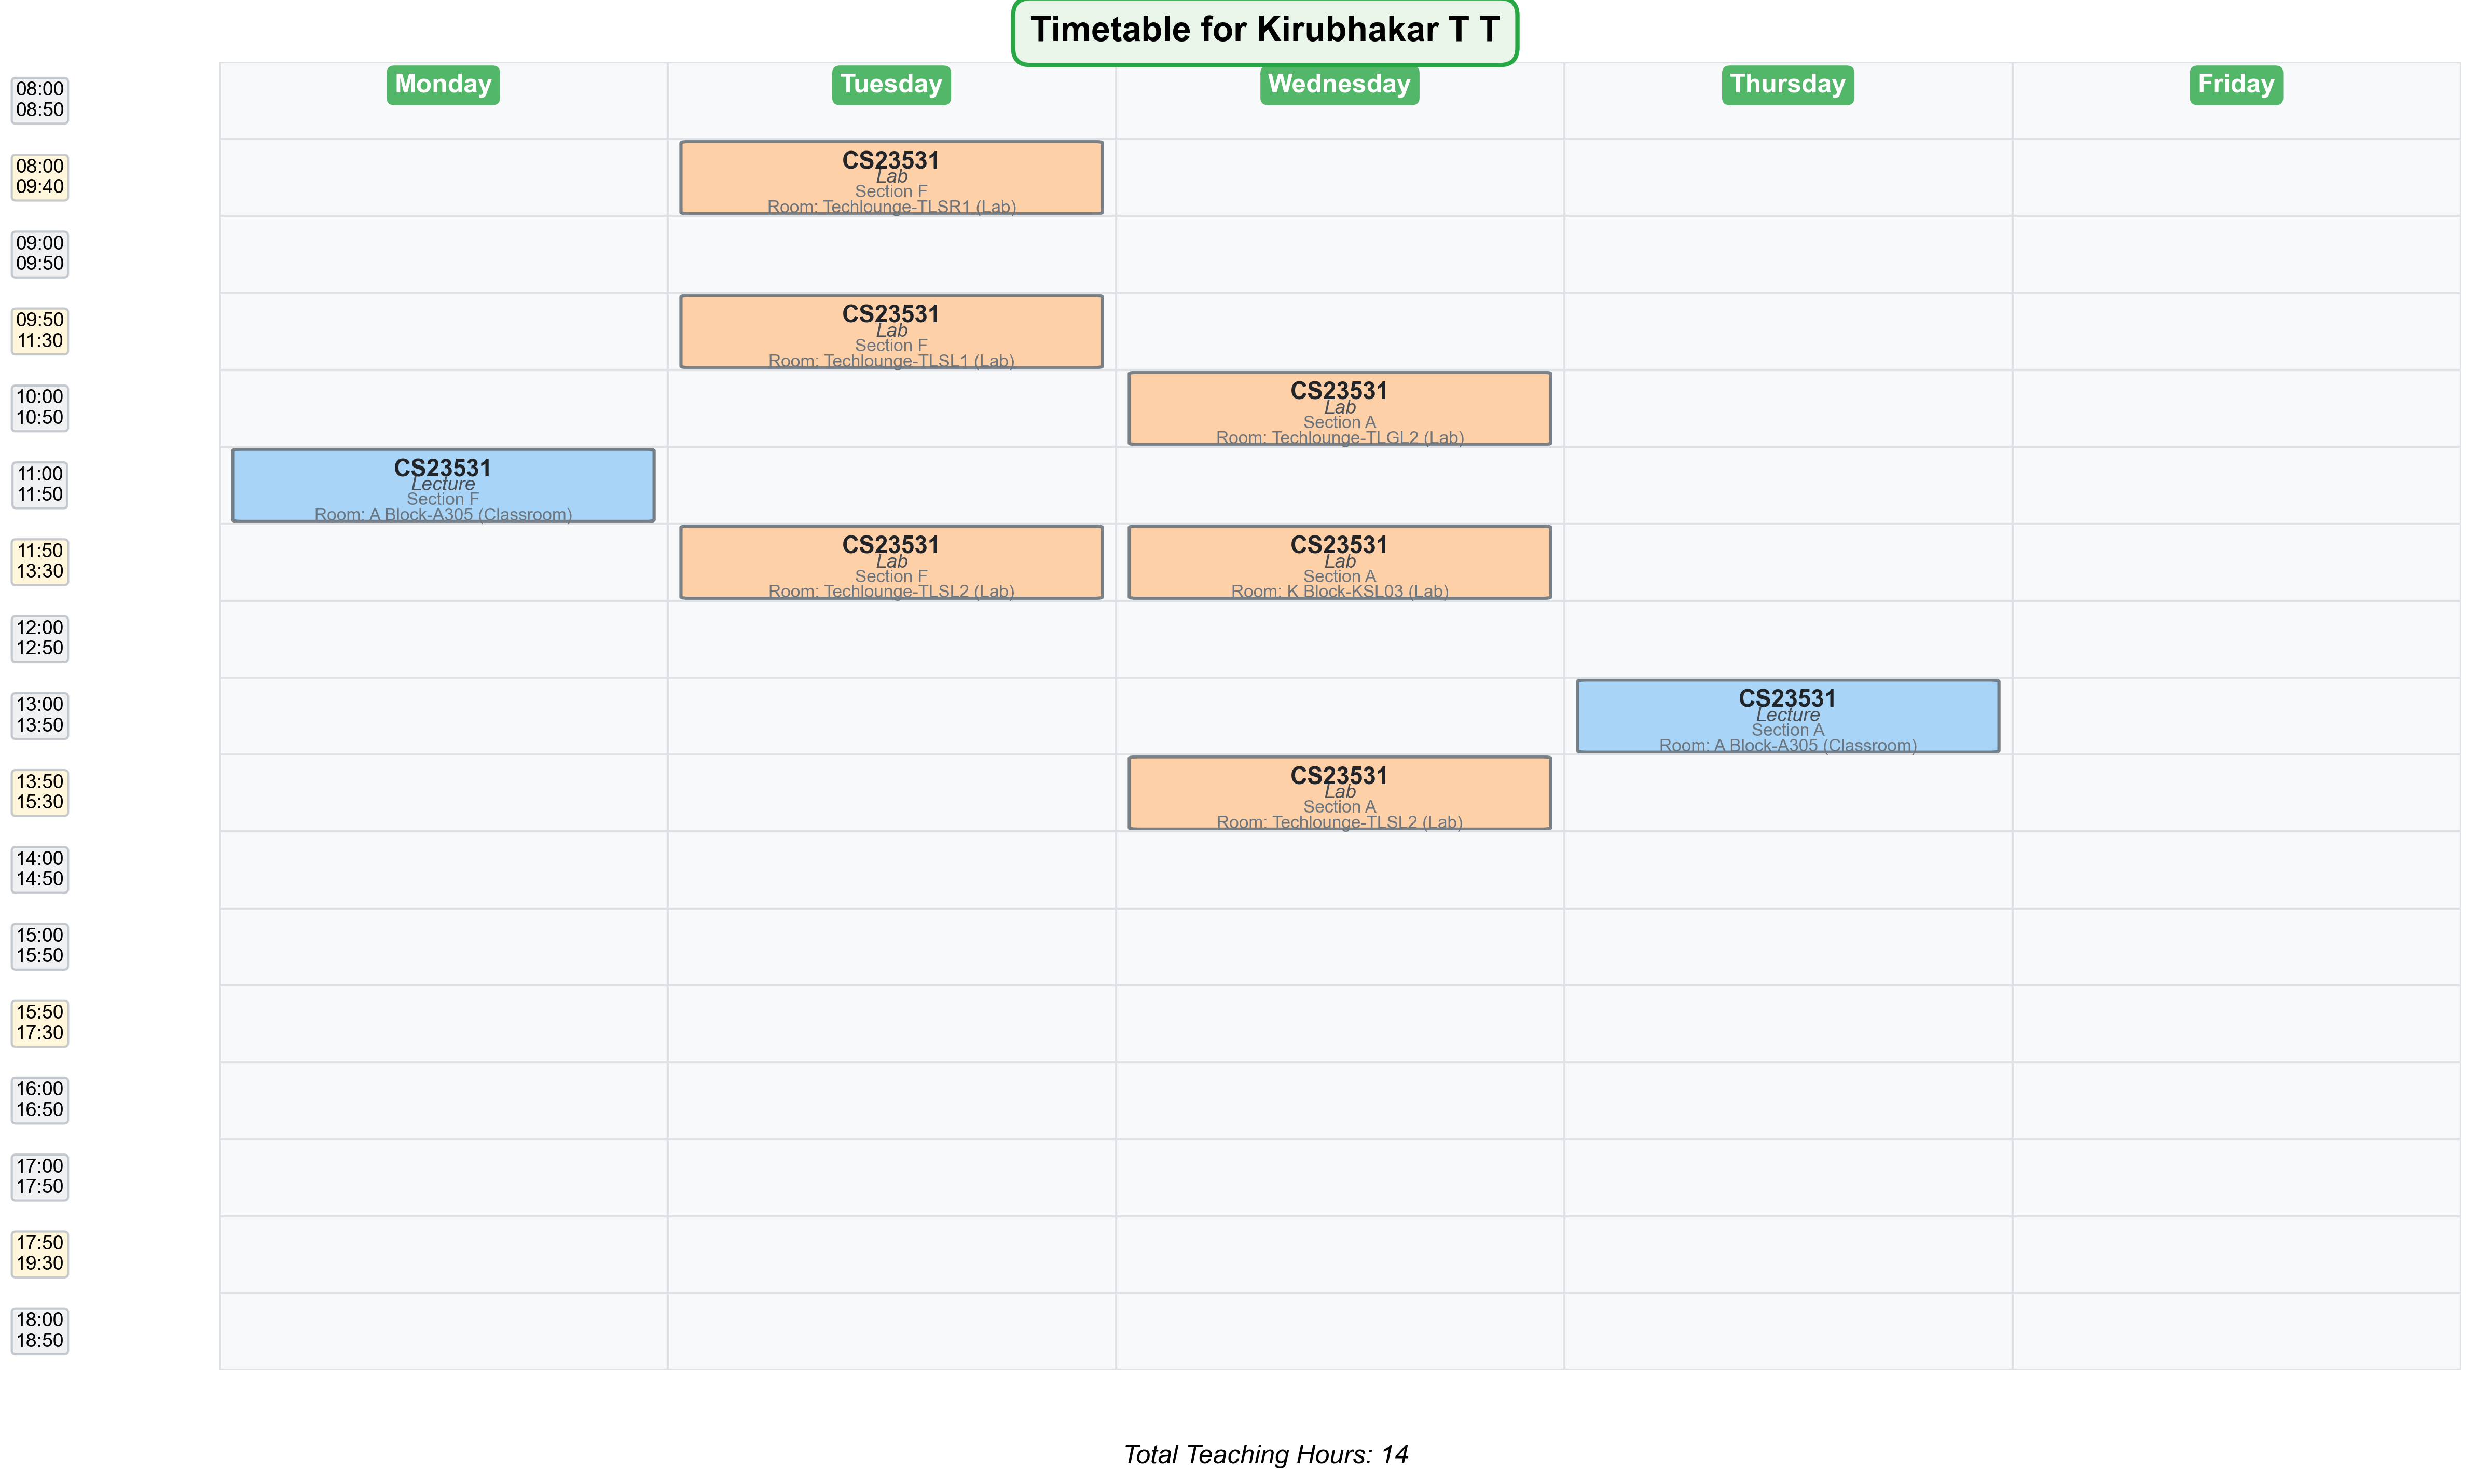 Timetable for Kirubhakar T T
Monday
Tuesday
Wednesday
Thursday
Friday
08:00
08:50
08:00
09:40
CS23531
Lab
Section F
Room: Techlounge-TLSR1 (Lab)
09:00
09:50
09:50
11:30
CS23531
Lab
Section F
Room: Techlounge-TLSL1 (Lab)
10:00
10:50
CS23531
Lab
Section A
Room: Techlounge-TLGL2 (Lab)
11:00
11:50
CS23531
Lecture
Section F
Room: A Block-A305 (Classroom)
11:50
13:30
CS23531
Lab
Section F
Room: Techlounge-TLSL2 (Lab)
CS23531
Lab
Section A
Room: K Block-KSL03 (Lab)
12:00
12:50
13:00
13:50
CS23531
Lecture
Section A
Room: A Block-A305 (Classroom)
13:50
15:30
CS23531
Lab
Section A
Room: Techlounge-TLSL2 (Lab)
14:00
14:50
15:00
15:50
15:50
17:30
16:00
16:50
17:00
17:50
17:50
19:30
18:00
18:50
Total Teaching Hours: 14